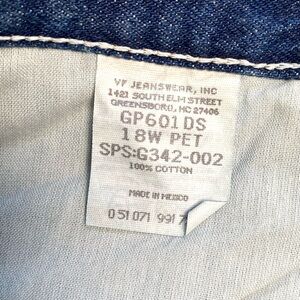 VF JEANSWEAR, INC
1421 SOUTH ELM STREET
GREENSBORO, NC 27406
GP601DS
18W PET
SPS:G342-002
100% COTTON
MADE IN MEXICO
051071 991